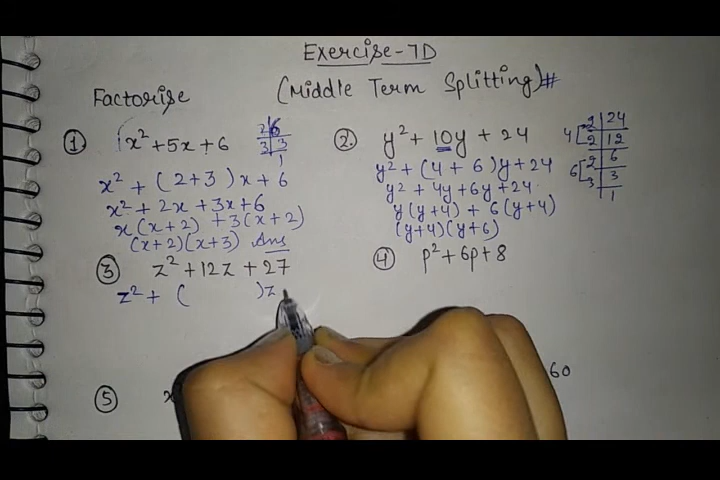 Exercise-7D
Factorise (Middle Term Splitting)#
① x² + 5x + 6
2 | 6
3 | 3
1
x² + (2+3)x + 6
x² + 2x + 3x + 6
x(x+2) + 3(x+2)
(x+2)(x+3) Ans
2. y² + 10y + 24
y² + (4 + 6)y + 24
y² + 4y + 6y + 24
y(y+4) + 6(y+4)
(y+4)(y+6)
4 2 | 24
2 | 12
6 2 | 6
3 | 3
1
③ z² + 12z + 27
z² + ( )z
④ p² + 6p + 8
⑤
60